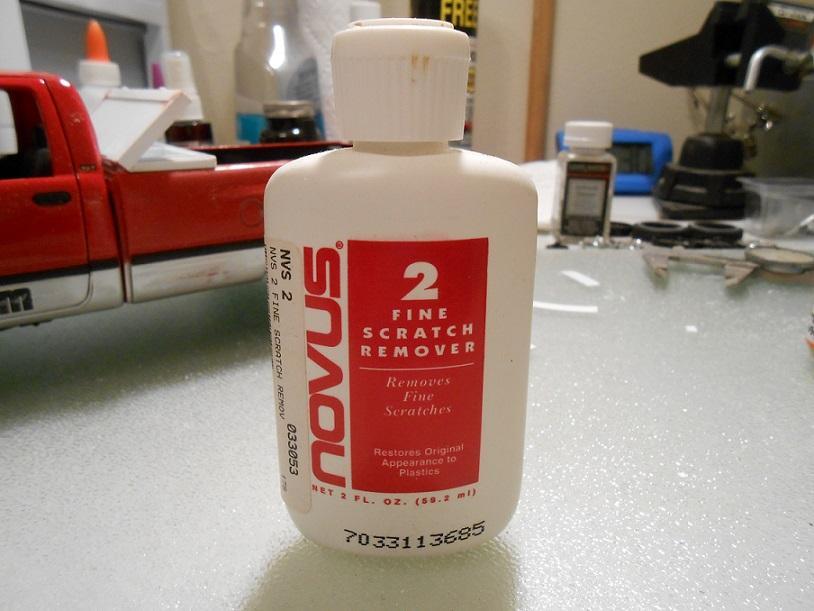 FREE
NVS 2
NVS 2 FINE SCRATCH REMOV 033053
novus®
2
FINE
SCRATCH
REMOVER
Removes
Fine
Scratches
Restores Original
Appearance to
Plastics
NET 2 FL. OZ. (59.2 ml)
7033113685